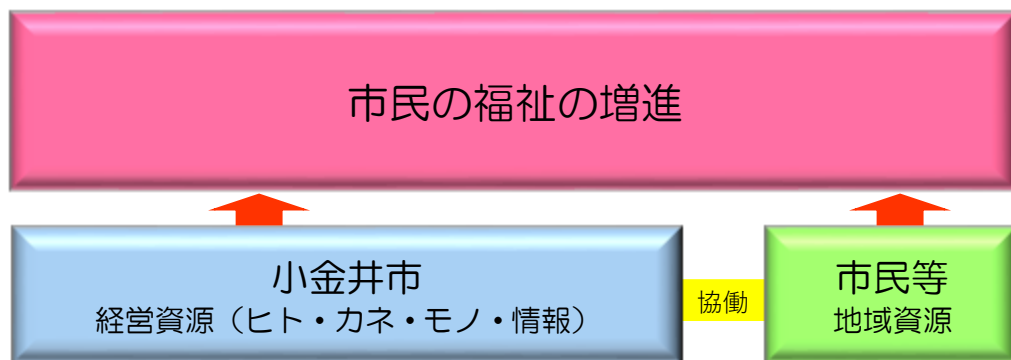 市民の福祉の増進
小金井市
経営資源（ヒト・カネ・モノ・情報）
協働
市民等
地域資源